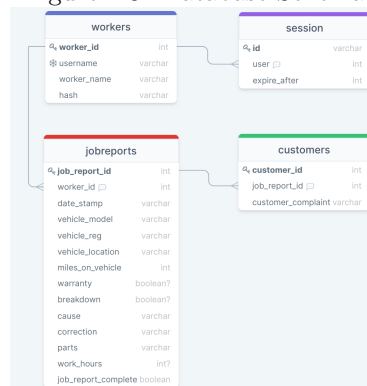 workers
worker_id int
username varchar
worker_name varchar
hash varchar
session
id varchar
user int
expire_after int
jobreports
job_report_id int
worker_id int
date_stamp varchar
vehicle_model varchar
vehicle_reg varchar
vehicle_location varchar
miles_on_vehicle int
warranty boolean?
breakdown boolean?
cause varchar
correction varchar
parts varchar
work_hours int?
job_report_complete boolean
customers
customer_id int
job_report_id int
customer_complaint varchar